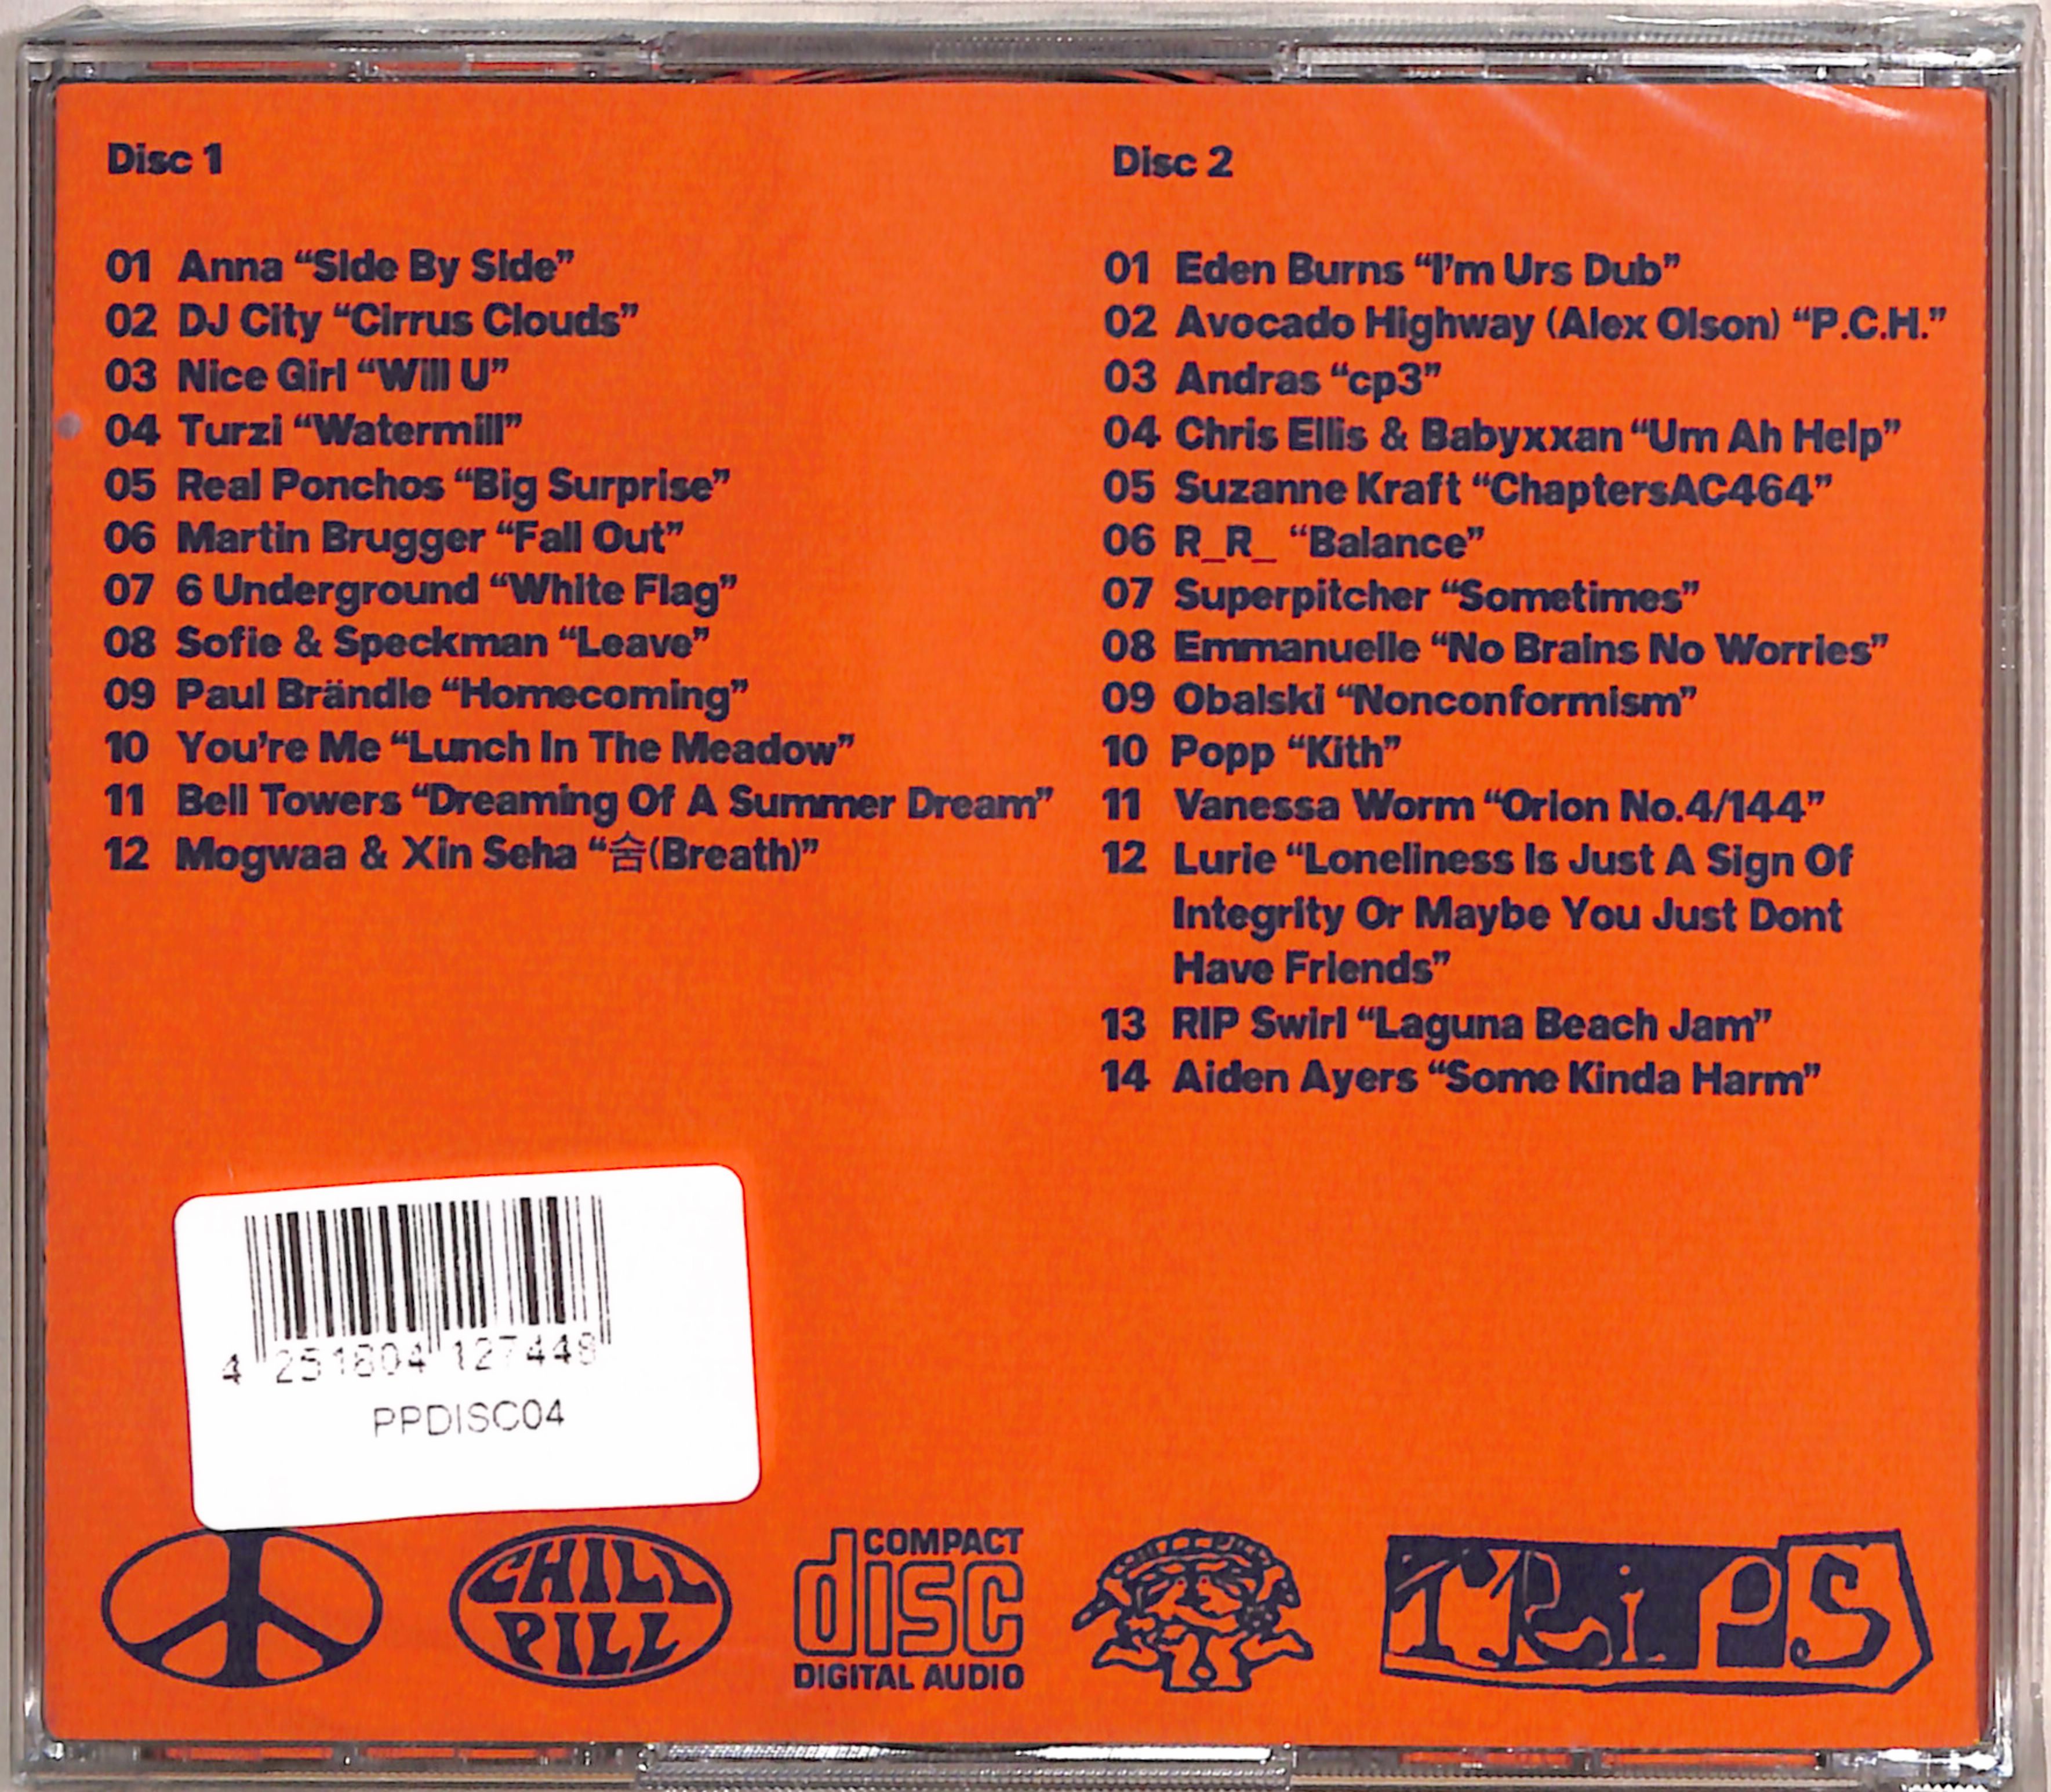 Disc 1
01 Anna “Side By Side”
02 DJ City “Cirrus Clouds”
03 Nice Girl “Will U”
04 Turzi “Watermill”
05 Real Ponchos “Big Surprise”
06 Martin Brugger “Fall Out”
07 6 Underground “White Flag”
08 Sofie & Speckman “Leave”
09 Paul Brändle “Homecoming”
10 You’re Me “Lunch In The Meadow”
11 Bell Towers “Dreaming Of A Summer Dream”
12 Mogwaa & Xin Seha “숨(Breath)”
Disc 2
01 Eden Burns “I’m Urs Dub”
02 Avocado Highway (Alex Olson) “P.C.H.”
03 Andras “cp3”
04 Chris Ellis & Babyxxan “Um Ah Help”
05 Suzanne Kraft “ChaptersAC464”
06 R_R_ “Balance”
07 Superpitcher “Sometimes”
08 Emmanuelle “No Brains No Worries”
09 Obalski “Nonconformism”
10 Popp “Kith”
11 Vanessa Worm “Orion No.4/144”
12 Lurie “Loneliness Is Just A Sign Of
Integrity Or Maybe You Just Dont
Have Friends”
13 RIP Swirl “Laguna Beach Jam”
14 Aiden Ayers “Some Kinda Harm”
4 251804 127448
PPDISC04
CHILL
PILL
COMPACT
disc
DIGITAL AUDIO
TRiPS